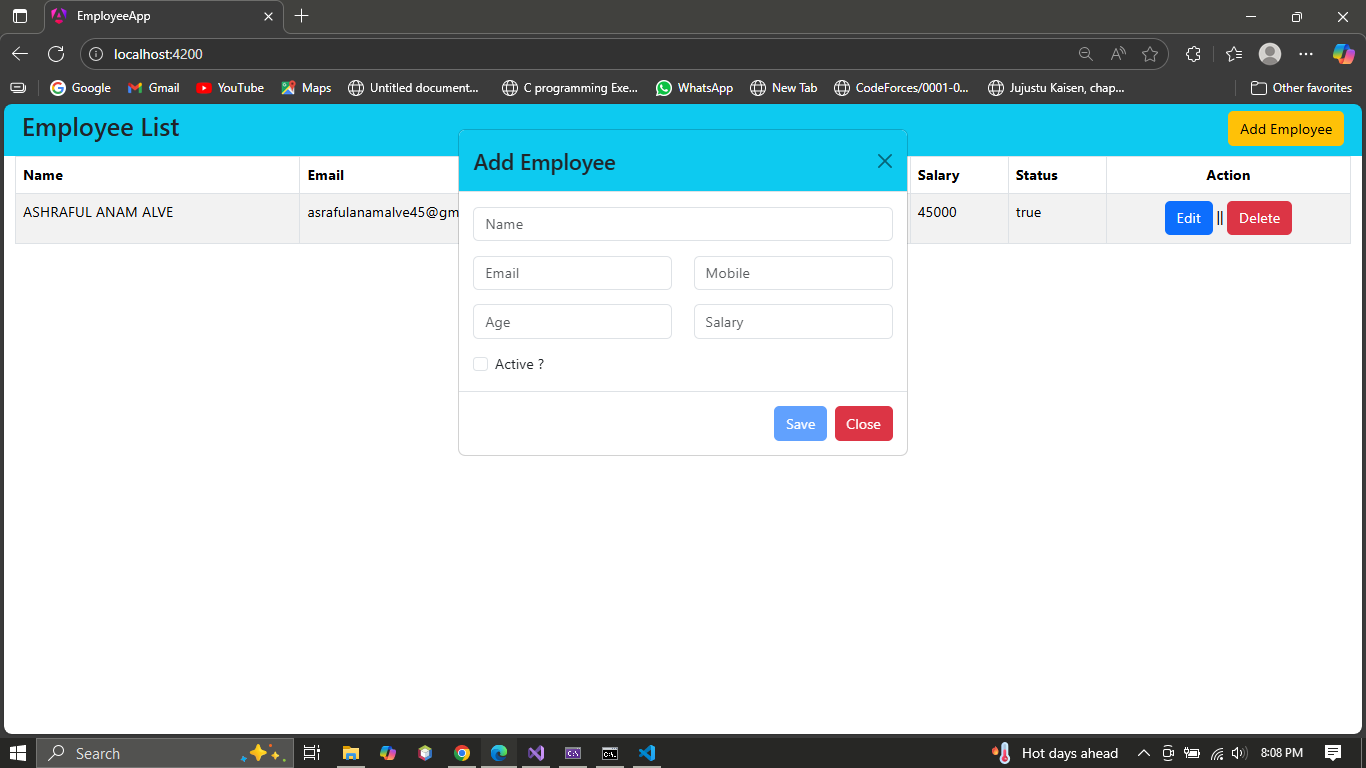 EmployeeApp
localhost:4200
Google Gmail YouTube Maps Untitled document... C programming Exe... WhatsApp New Tab CodeForces/0001-0... Jujustu Kaisen, chap... Other favorites
Employee List
Add Employee
Add Employee
Name Email Salary Status Action
ASHRAFUL ANAM ALVE asrafulanamalve45@gm 45000 true Edit || Delete
Name
Email Mobile
Age Salary
Active ?
Save Close
Search Hot days ahead 8:08 PM